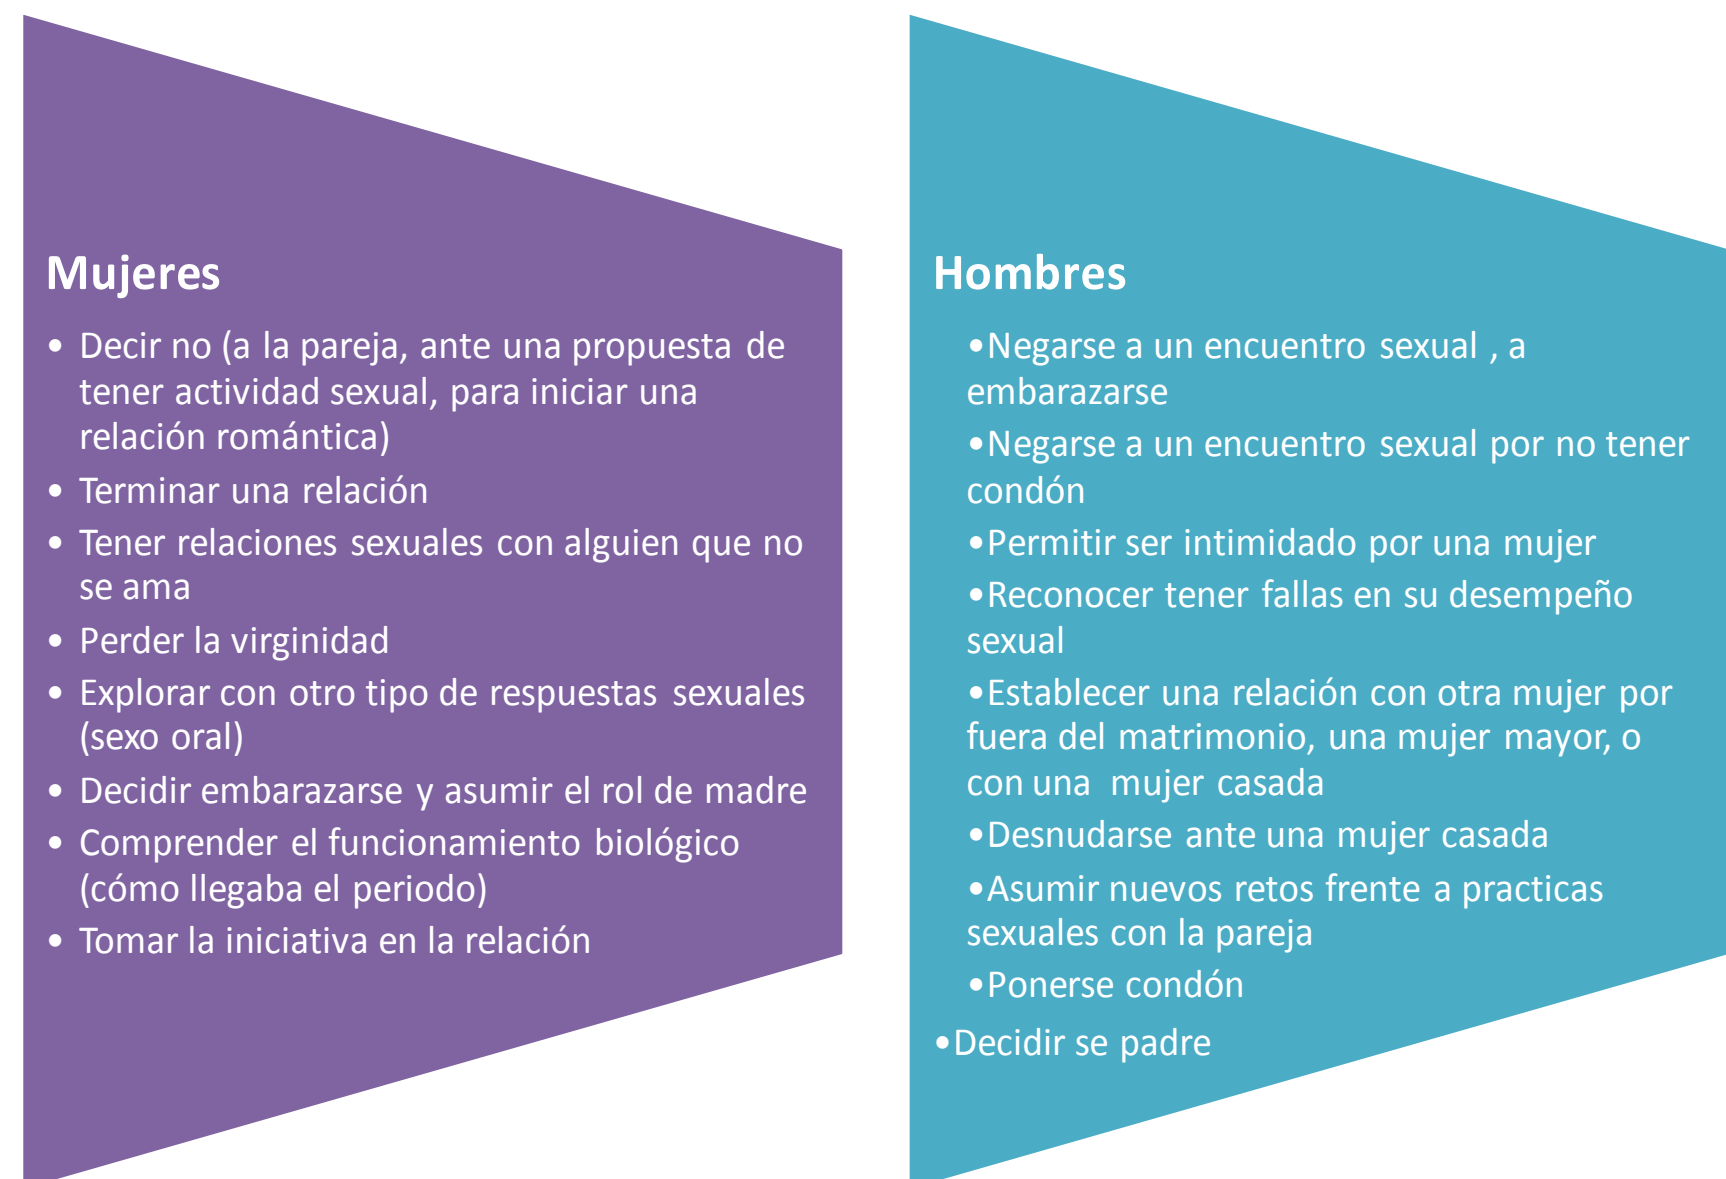 Mujeres
• Decir no (a la pareja, ante una propuesta de
tener actividad sexual, para iniciar una
relación romántica)
• Terminar una relación
• Tener relaciones sexuales con alguien que no
se ama
• Perder la virginidad
• Explorar con otro tipo de respuestas sexuales
(sexo oral)
• Decidir embarazarse y asumir el rol de madre
• Comprender el funcionamiento biológico
(cómo llegaba el periodo)
• Tomar la iniciativa en la relación
Hombres
•Negarse a un encuentro sexual , a
embarazarse
•Negarse a un encuentro sexual por no tener
condón
•Permitir ser intimidado por una mujer
•Reconocer tener fallas en su desempeño
sexual
•Establecer una relación con otra mujer por
fuera del matrimonio, una mujer mayor, o
con una mujer casada
•Desnudarse ante una mujer casada
•Asumir nuevos retos frente a practicas
sexuales con la pareja
•Ponerse condón
•Decidir se padre